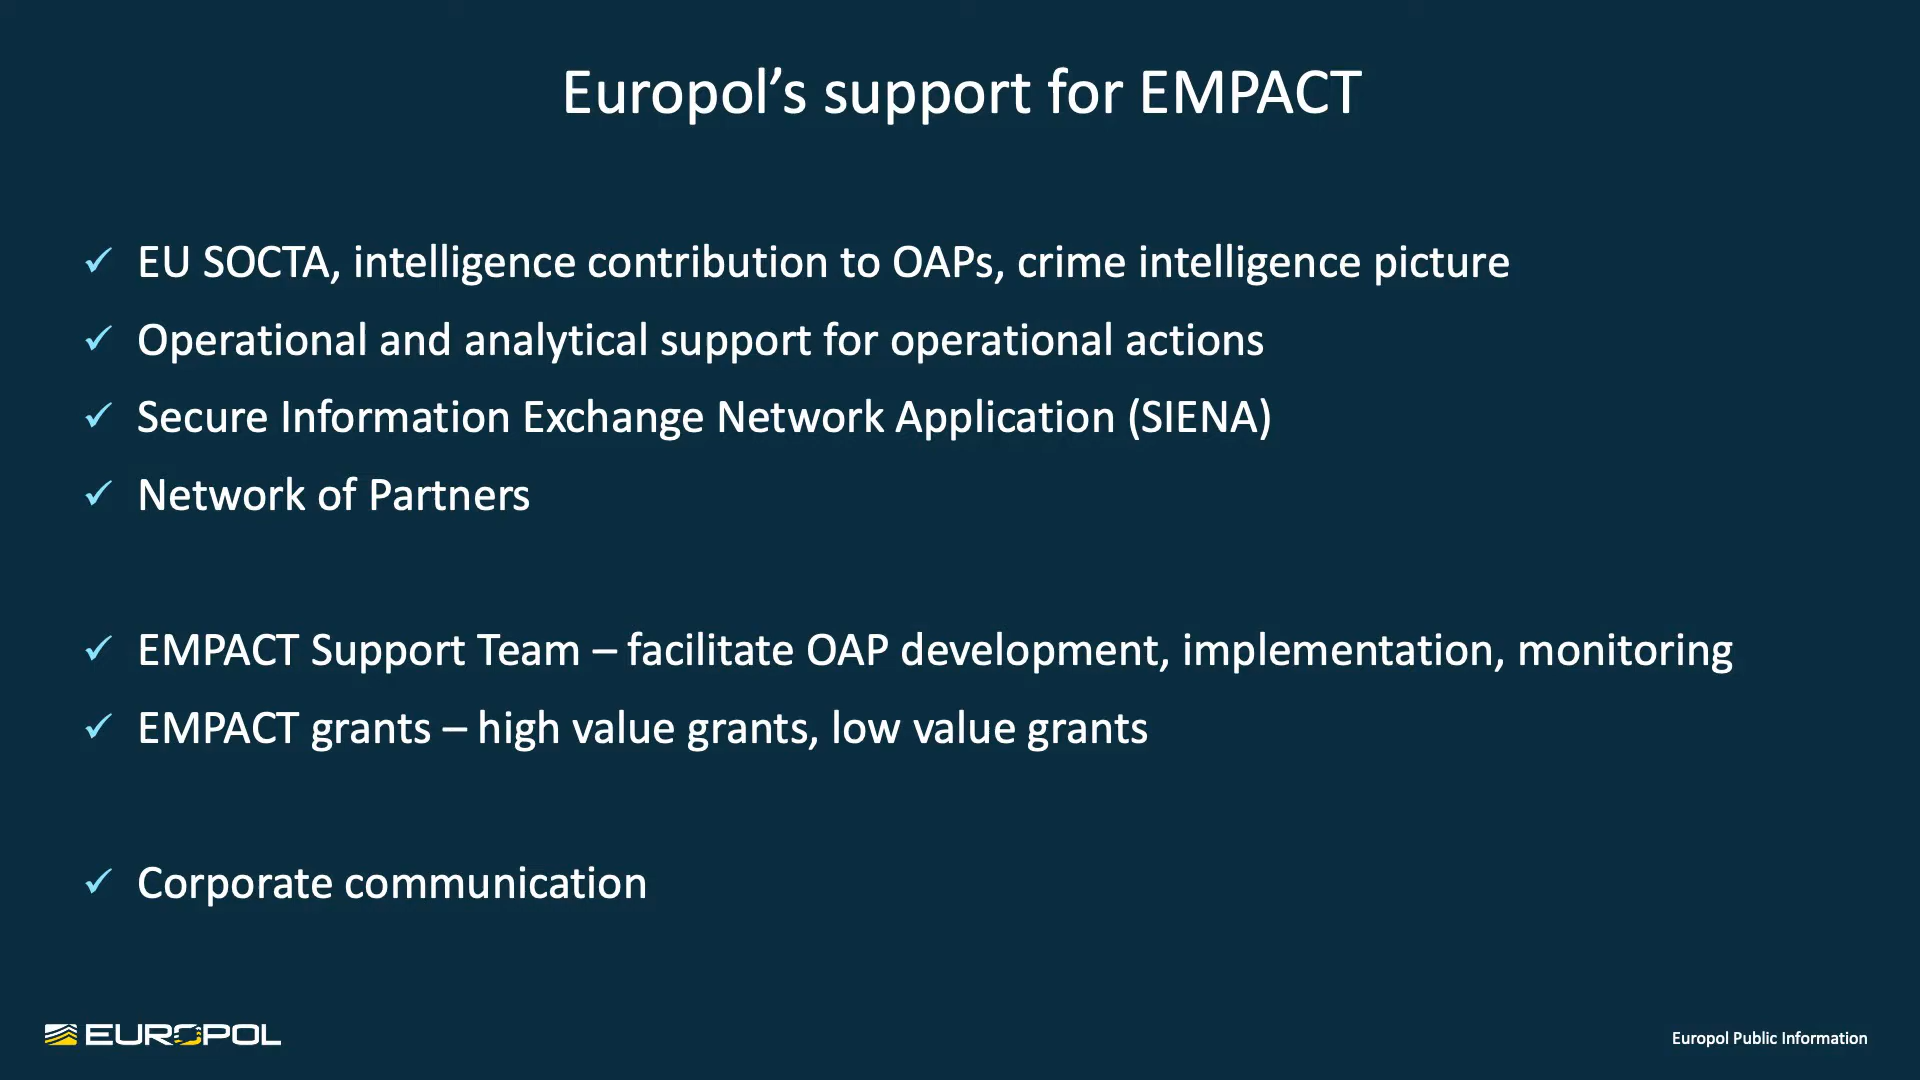 Europol’s support for EMPACT
✓ EU SOCTA, intelligence contribution to OAPs, crime intelligence picture
✓ Operational and analytical support for operational actions
✓ Secure Information Exchange Network Application (SIENA)
✓ Network of Partners
✓ EMPACT Support Team – facilitate OAP development, implementation, monitoring
✓ EMPACT grants – high value grants, low value grants
✓ Corporate communication
EUROPOL
Europol Public Information